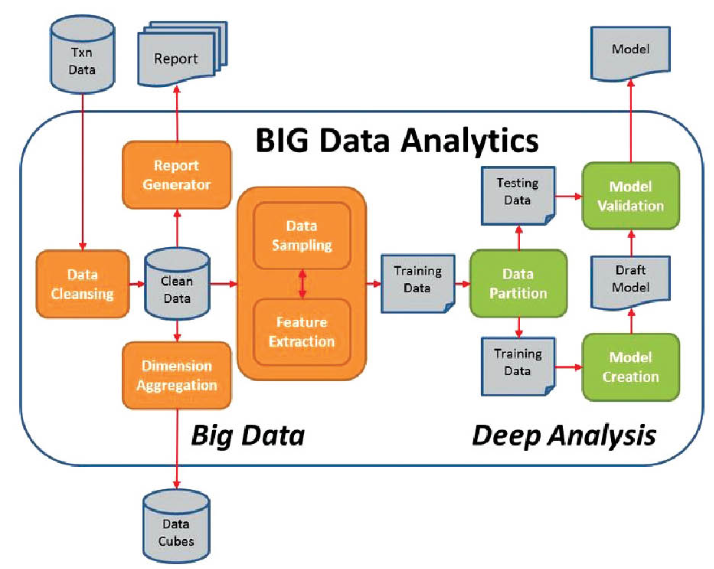 Txn
Data
Report
Model
BIG Data Analytics
Report
Generator
Data
Sampling
Testing
Data
Model
Validation
Data
Cleansing
Clean
Data
Feature
Extraction
Training
Data
Data
Partition
Draft
Model
Dimension
Aggregation
Training
Data
Model
Creation
Big Data
Deep Analysis
Data
Cubes